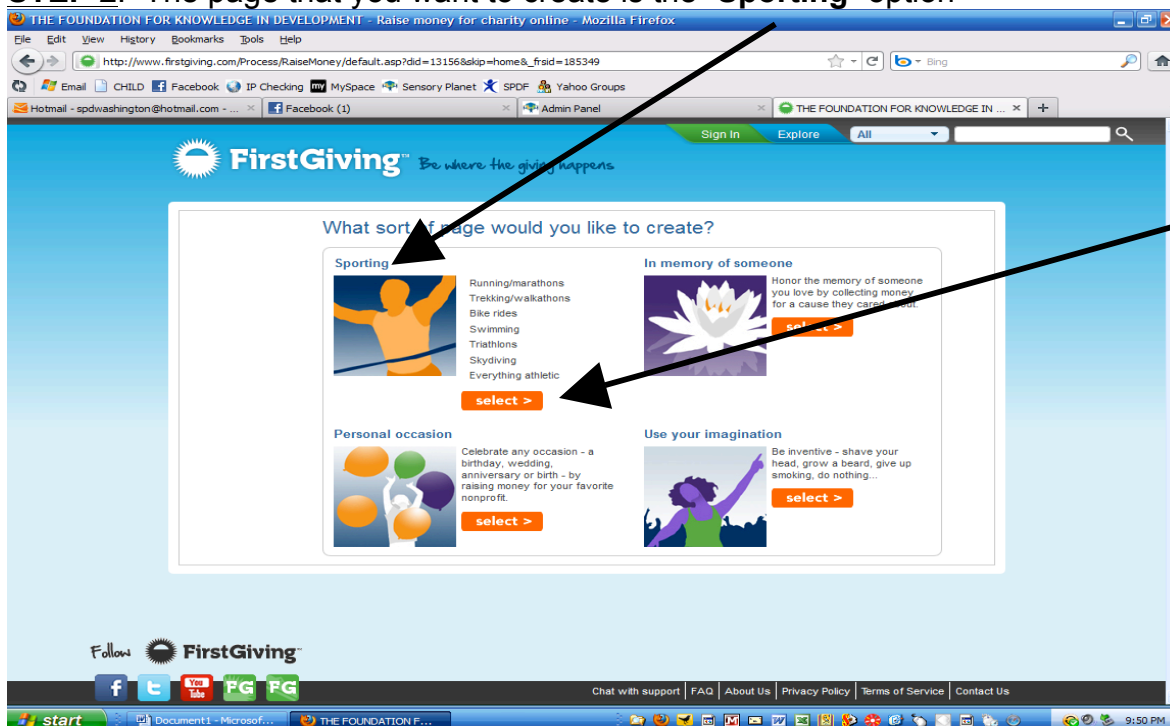 STEP 2: The page that you want to create is the "Sporting" option
THE FOUNDATION FOR KNOWLEDGE IN DEVELOPMENT - Raise money for charity online - Mozilla Firefox
File Edit View History Bookmarks Tools Help
http://www.firstgiving.com/Process/RaiseMoney/default.asp?did=13156&skip=home&_frsid=185349
Bing
Email CHILD Facebook IP Checking my MySpace Sensory Planet SPDF Yahoo Groups
Hotmail - spdwashington@hotmail.com - ... Facebook (1) Admin Panel THE FOUNDATION FOR KNOWLEDGE IN ...
Sign In Explore All
FirstGiving™ Be where the giving happens
What sort of page would you like to create?
Sporting
Running/marathons
Trekking/walkathons
Bike rides
Swimming
Triathlons
Skydiving
Everything athletic
select >
In memory of someone
Honor the memory of someone
you love by collecting money
for a cause they cared about.
select >
Personal occasion
Celebrate any occasion - a
birthday, wedding,
anniversary or birth - by
raising money for your favorite
nonprofit.
select >
Use your imagination
Be inventive - shave your
head, grow a beard, give up
smoking, do nothing...
select >
Follow FirstGiving™
f t You Tube FG FG
Chat with support | FAQ | About Us | Privacy Policy | Terms of Service | Contact Us
start Document1 - Microsof... THE FOUNDATION F... 9:50 PM